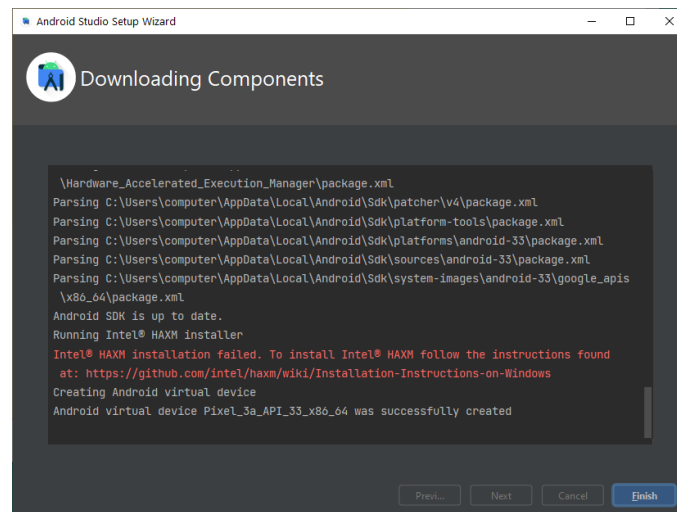 Android Studio Setup Wizard
Downloading Components
\Hardware_Accelerated_Execution_Manager\package.xml
Parsing C:\Users\computer\AppData\Local\Android\Sdk\patcher\v4\package.xml
Parsing C:\Users\computer\AppData\Local\Android\Sdk\platform-tools\package.xml
Parsing C:\Users\computer\AppData\Local\Android\Sdk\platforms\android-33\package.xml
Parsing C:\Users\computer\AppData\Local\Android\Sdk\sources\android-33\package.xml
Parsing C:\Users\computer\AppData\Local\Android\Sdk\system-images\android-33\google_apis
\x86_64\package.xml
Android SDK is up to date.
Running Intel® HAXM installer
Intel® HAXM installation failed. To install Intel® HAXM follow the instructions found
at: https://github.com/intel/haxm/wiki/Installation-Instructions-on-Windows
Creating Android virtual device
Android virtual device Pixel_3a_API_33_x86_64 was successfully created
Previ... Next Cancel Finish